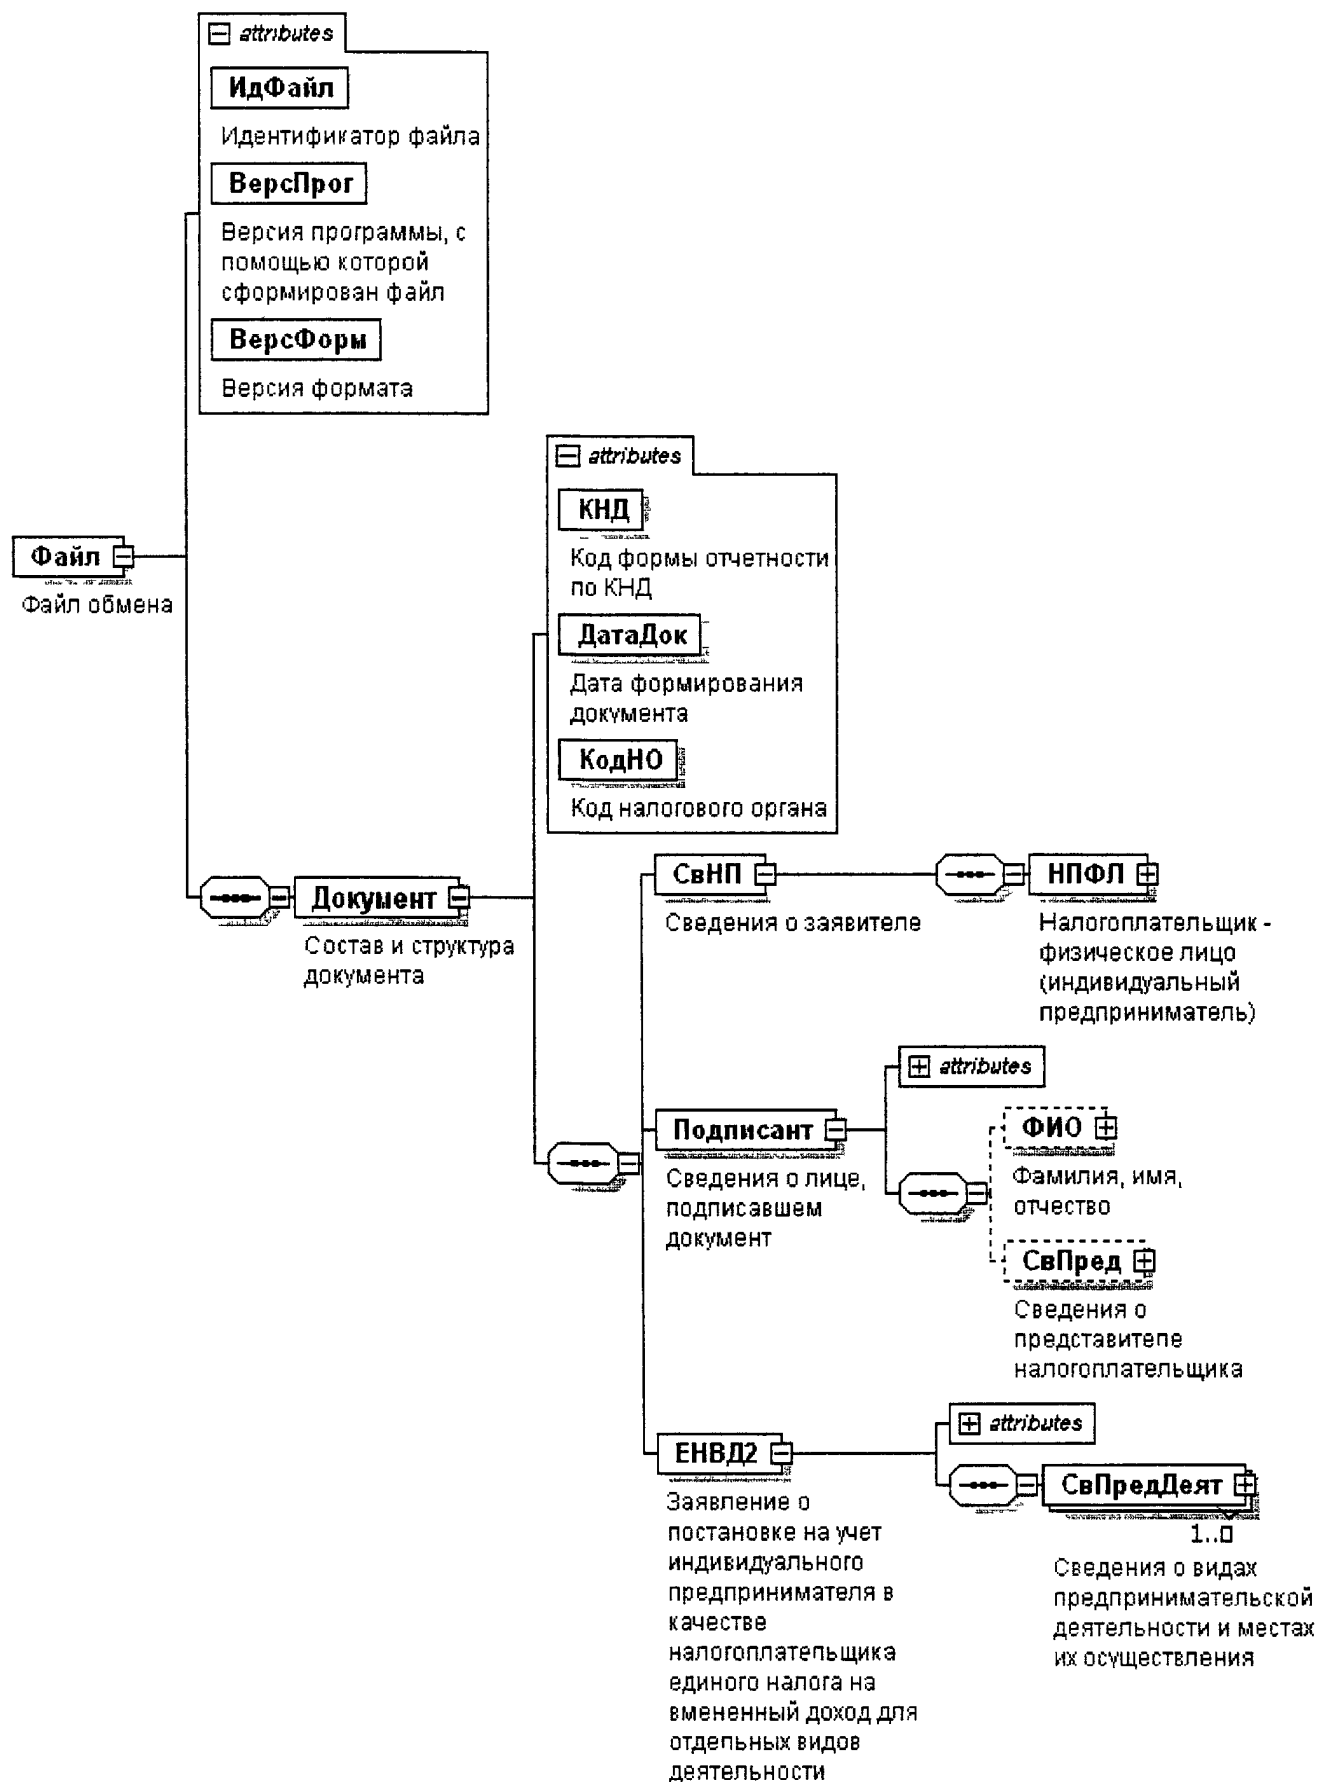 attributes
ИдФайл
Идентификатор файла
ВерсПрог
Версия программы, с
помощью которой
сформирован файл
ВерсФорм
Версия формата
attributes
КНД
Код формы отчетности
по КНД
ДатаДок
Дата формирования
документа
КодНО
Код налогового органа
Файл
Файл обмена
Документ
Состав и структура
документа
СвНП
Сведения о заявителе
НПФЛ
Налогоплательщик -
физическое лицо
(индивидуальный
предприниматель)
Подписант
Сведения о лице,
подписавшем
документ
attributes
ФИО
Фамилия, имя,
отчество
СвПред
Сведения о
представителе
налогоплательщика
ЕНВД2
Заявление о
постановке на учет
индивидуального
предпринимателя в
качестве
налогоплательщика
единого налога на
вмененный доход для
отдельных видов
деятельности
attributes
СвПредДеят
1..□
Сведения о видах
предпринимательской
деятельности и местах
их осуществления